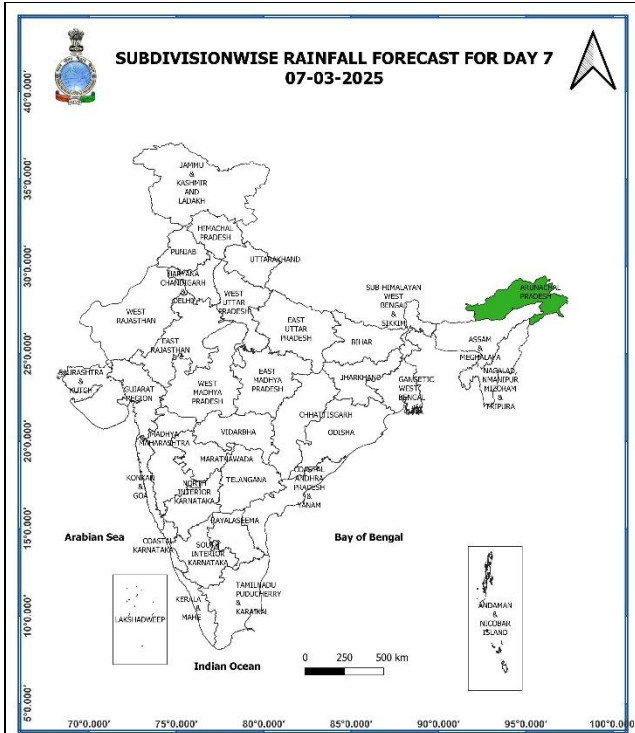 SUBDIVISIONWISE RAINFALL FORECAST FOR DAY 7
07-03-2025
40°0.000'
35°0.000'
30°0.000'
25°0.000'
20°0.000'
15°0.000'
10°0.000'
5°0.000'
JAMMU
&
KASHMIR
AND
LADAKH
HIMACHAL
PRADESH
PUNJAB
UTTARAKHAND
HARYANA
CHANDIGARH
&
DELHI
WEST
UTTAR
PRADESH
WEST
RAJASTHAN
EAST
RAJASTHAN
EAST
UTTAR
PRADESH
SUB-HIMALAYAN
WEST
BENGAL
&
SIKKIM
ARUNACHAL
PRADESH
BIHAR
ASSAM
&
MEGHALAYA
NAGALAD
NMANIPUR
MIZORAM
&
TRIPURA
SAURASHTRA
&
KUTCH
GUJARAT
REGION
WEST
MADHYA
PRADESH
EAST
MADHYA
PRADESH
JHARKHAND
GANGETIC
WEST
BENGAL
CHHATTISGARH
ODISHA
MADHYA
MAHARASHTRA
VIDARBHA
MARATHAWADA
KONKAN
&
GOA
NORTH
INTERIOR
KARNATAKA
TELANGANA
COASTAL
ANDHRA
PRADESH
&
YANAM
RAYALASEEMA
Arabian Sea
Bay of Bengal
COASTAL
KARNATAKA
SOUTH
INTERIOR
KARNATAKA
LAKSHADWEEP
KERALA
&
MAHE
TAMILNADU
PUDUCHERRY
&
KARAIKAL
ANDAMAN
&
NICOBAR
ISLAND
Indian Ocean
0 250 500 km
70°0.000' 75°0.000' 80°0.000' 85°0.000' 90°0.000' 95°0.000' 100°0.000'